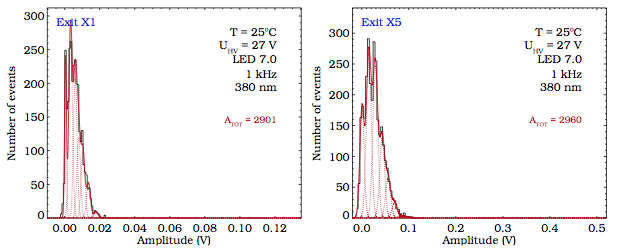 Exit X1
T = 25°C
U_HV = 27 V
LED 7.0
1 kHz
380 nm
A_TOT = 2901
Number of events
300
250
200
150
100
50
0
0.00 0.02 0.04 0.06 0.08 0.10 0.12
Amplitude (V)
Exit X5
T = 25°C
U_HV = 27 V
LED 7.0
1 kHz
380 nm
A_TOT = 2960
Number of events
300
250
200
150
100
50
0
0.0 0.1 0.2 0.3 0.4 0.5
Amplitude (V)